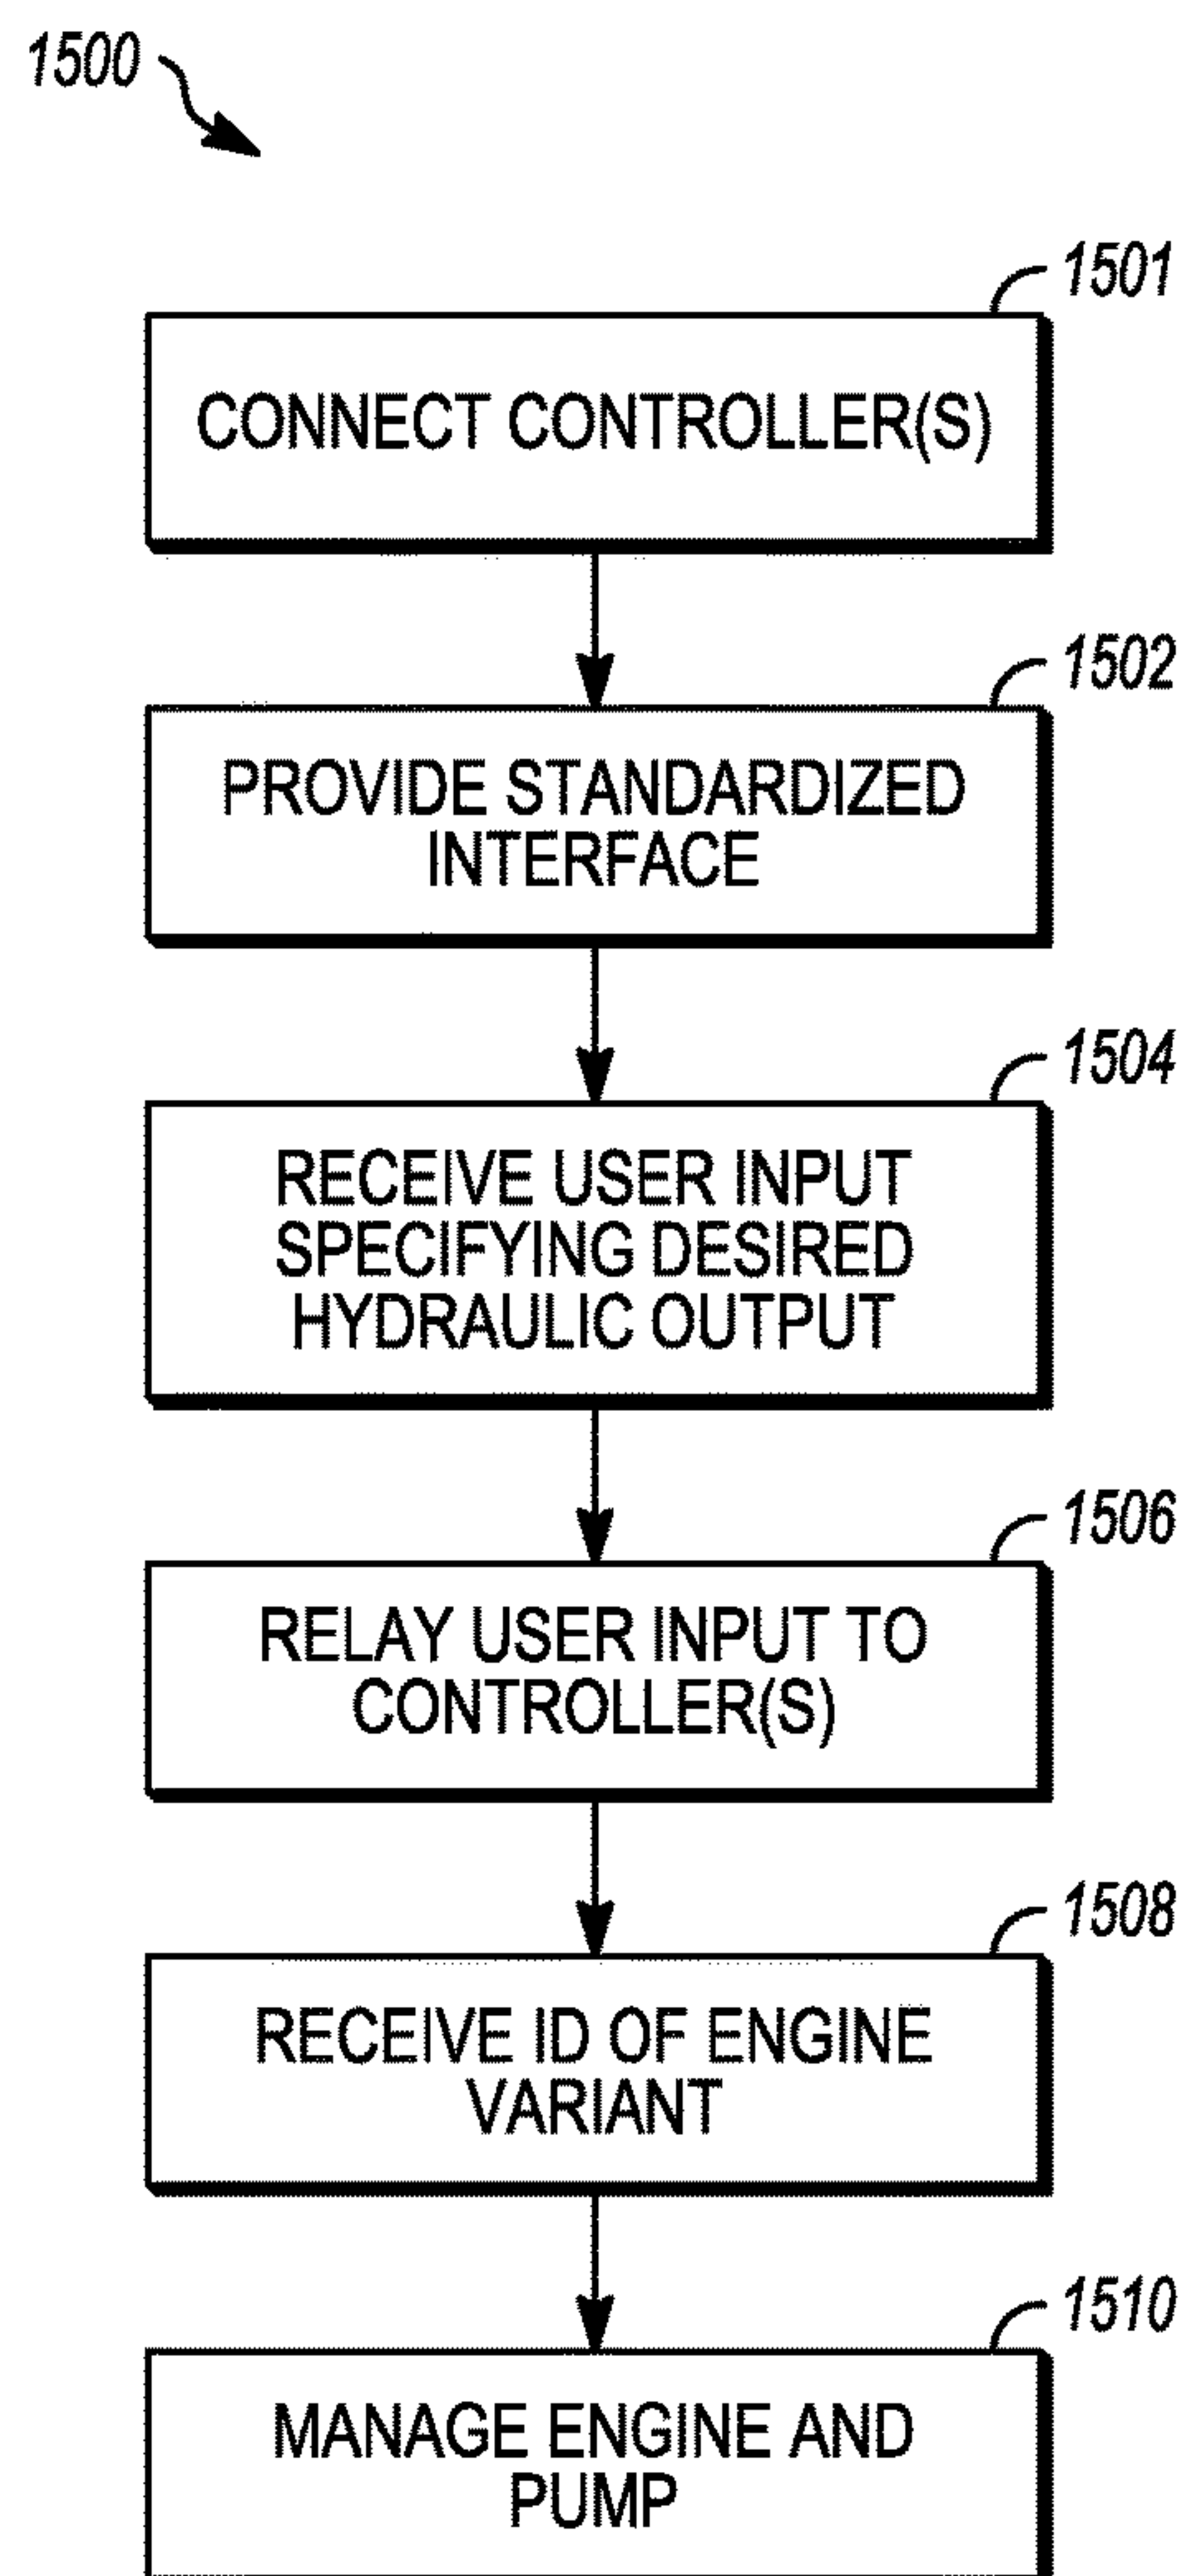 1500
1501
CONNECT CONTROLLER(S)
1502
PROVIDE STANDARDIZED
INTERFACE
1504
RECEIVE USER INPUT
SPECIFYING DESIRED
HYDRAULIC OUTPUT
1506
RELAY USER INPUT TO
CONTROLLER(S)
1508
RECEIVE ID OF ENGINE
VARIANT
1510
MANAGE ENGINE AND
PUMP